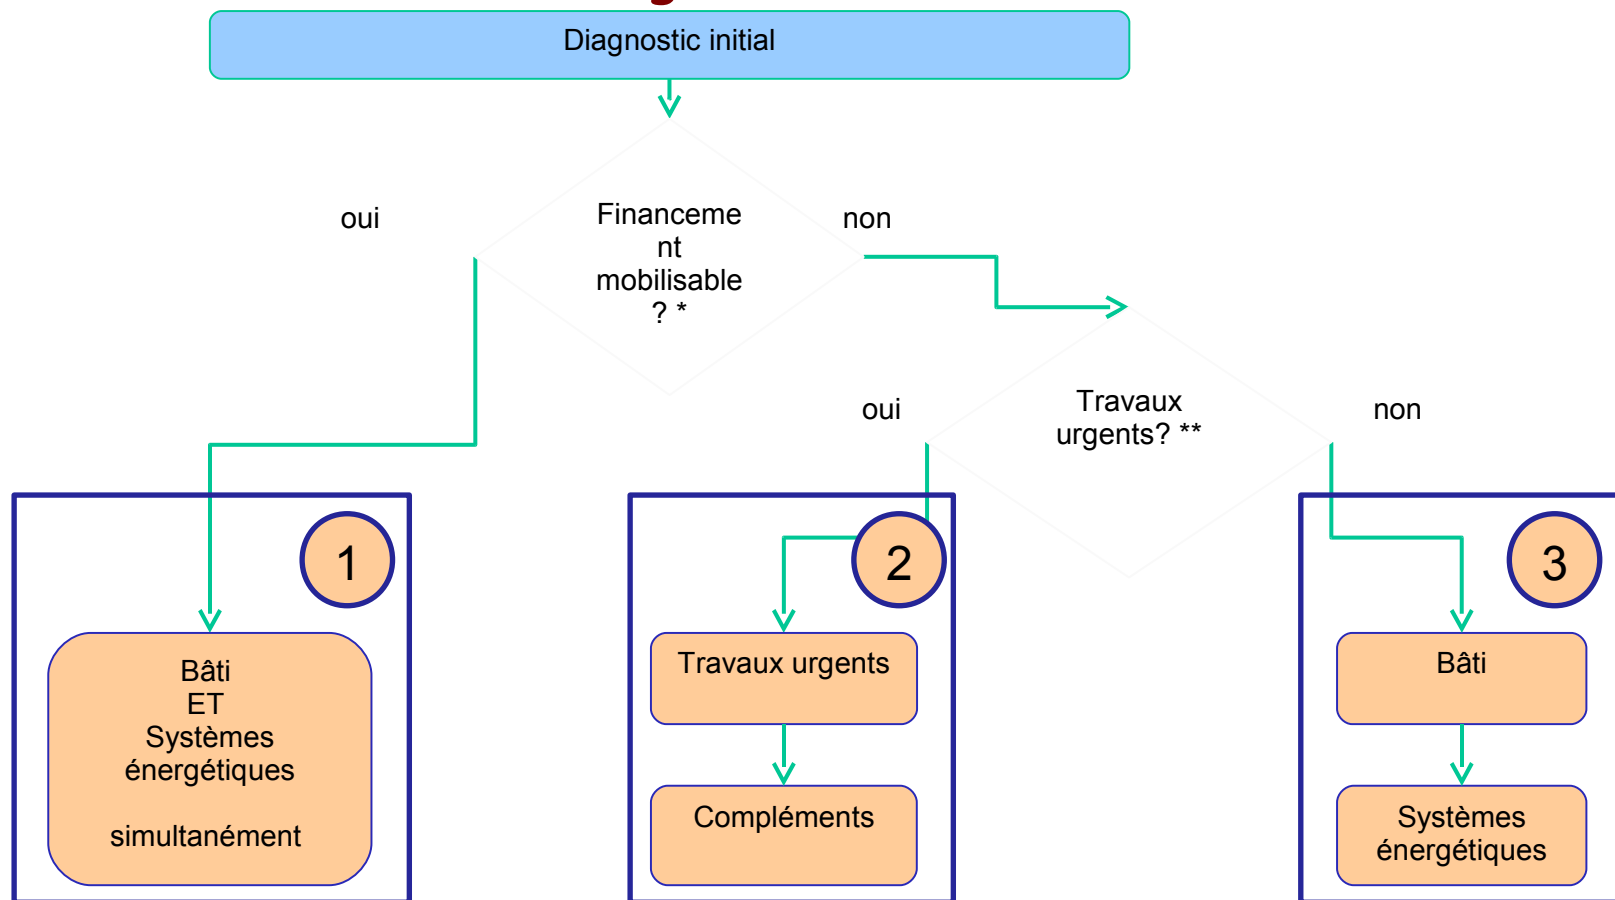 Diagnostic initial
oui
Financeme
nt
mobilisable
? *
non
oui
Travaux
urgents? **
non
1
2
3
Bâti
ET
Systèmes
énergétiques
simultanément
Travaux urgents
Compléments
Bâti
Systèmes
énergétiques